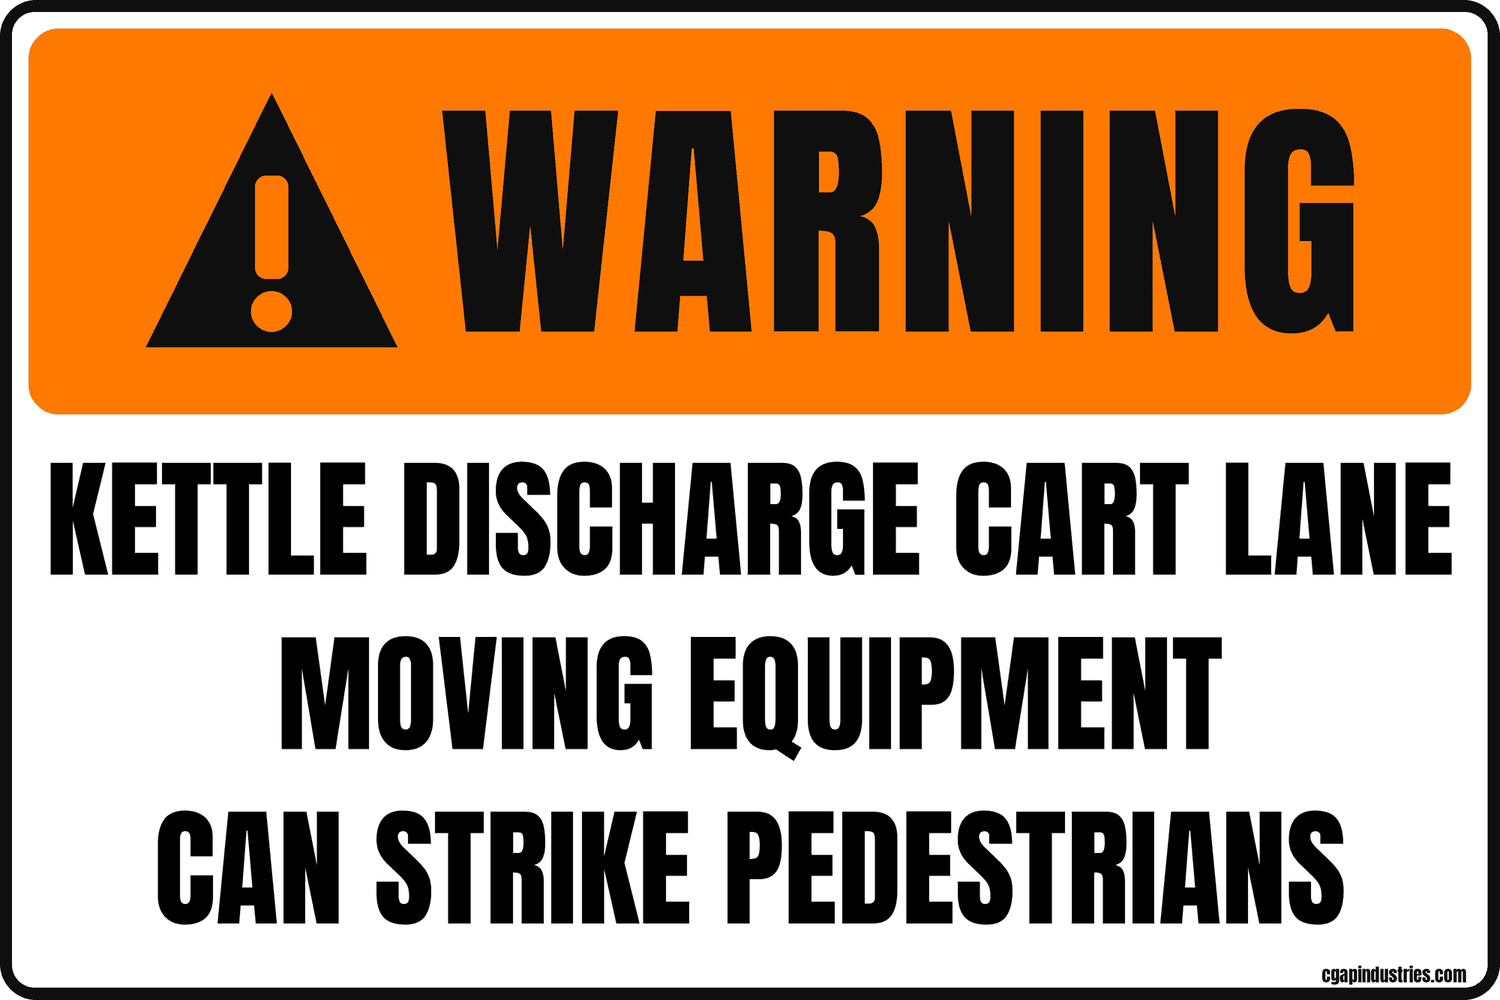 WARNING
KETTLE DISCHARGE CART LANE
MOVING EQUIPMENT
CAN STRIKE PEDESTRIANS
cgapindustries.com